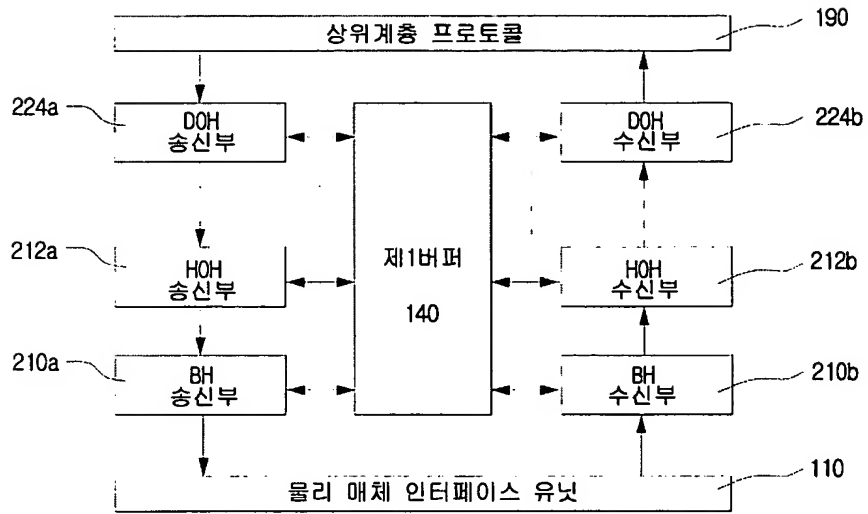 상위계층 프로토콜
190
224a
DOH
송신부
DOH
수신부
224b
212a
HOH
송신부
제1버퍼
140
HOH
수신부
212b
210a
BH
송신부
BH
수신부
210b
물리 매체 인터페이스 유닛
110